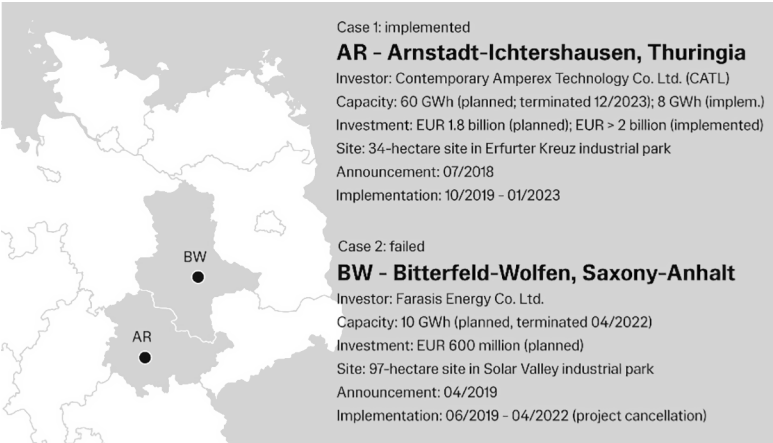 Case 1: implemented
AR - Arnstadt-Ichtershausen, Thuringia
Investor: Contemporary Amperex Technology Co. Ltd. (CATL)
Capacity: 60 GWh (planned; terminated 12/2023); 8 GWh (implem.)
Investment: EUR 1.8 billion (planned); EUR > 2 billion (implemented)
Site: 34-hectare site in Erfurter Kreuz industrial park
Announcement: 07/2018
Implementation: 10/2019 - 01/2023
Case 2: failed
BW - Bitterfeld-Wolfen, Saxony-Anhalt
Investor: Farasis Energy Co. Ltd.
Capacity: 10 GWh (planned, terminated 04/2022)
Investment: EUR 600 million (planned)
Site: 97-hectare site in Solar Valley industrial park
Announcement: 04/2019
Implementation: 06/2019 - 04/2022 (project cancellation)
BW
AR